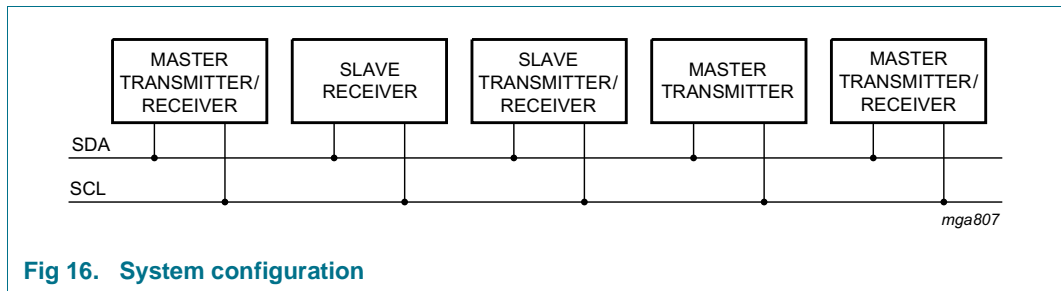 MASTER
TRANSMITTER/
RECEIVER
SLAVE
RECEIVER
SLAVE
TRANSMITTER/
RECEIVER
MASTER
TRANSMITTER
MASTER
TRANSMITTER/
RECEIVER
SDA
SCL
mga807
Fig 16. System configuration